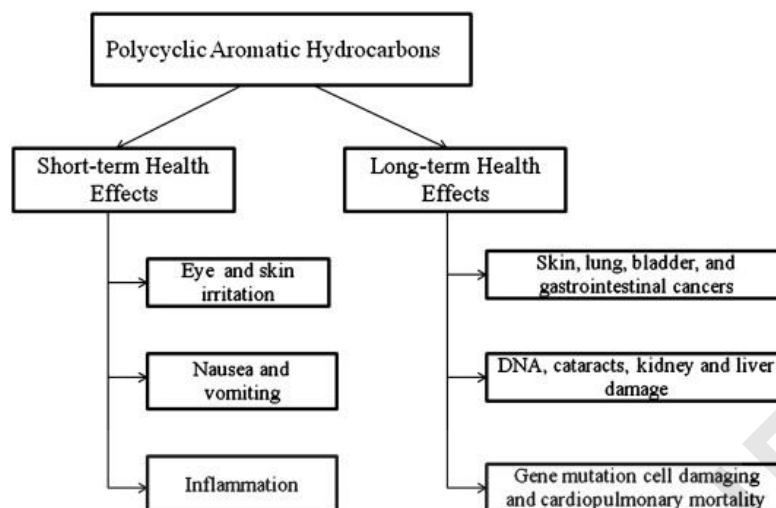 Polycyclic Aromatic Hydrocarbons
Short-term Health
Effects
Long-term Health
Effects
Eye and skin
irritation
Nausea and
vomiting
Inflammation
Skin, lung, bladder, and
gastrointestinal cancers
DNA, cataracts, kidney and liver
damage
Gene mutation cell damaging
and cardiopulmonary mortality